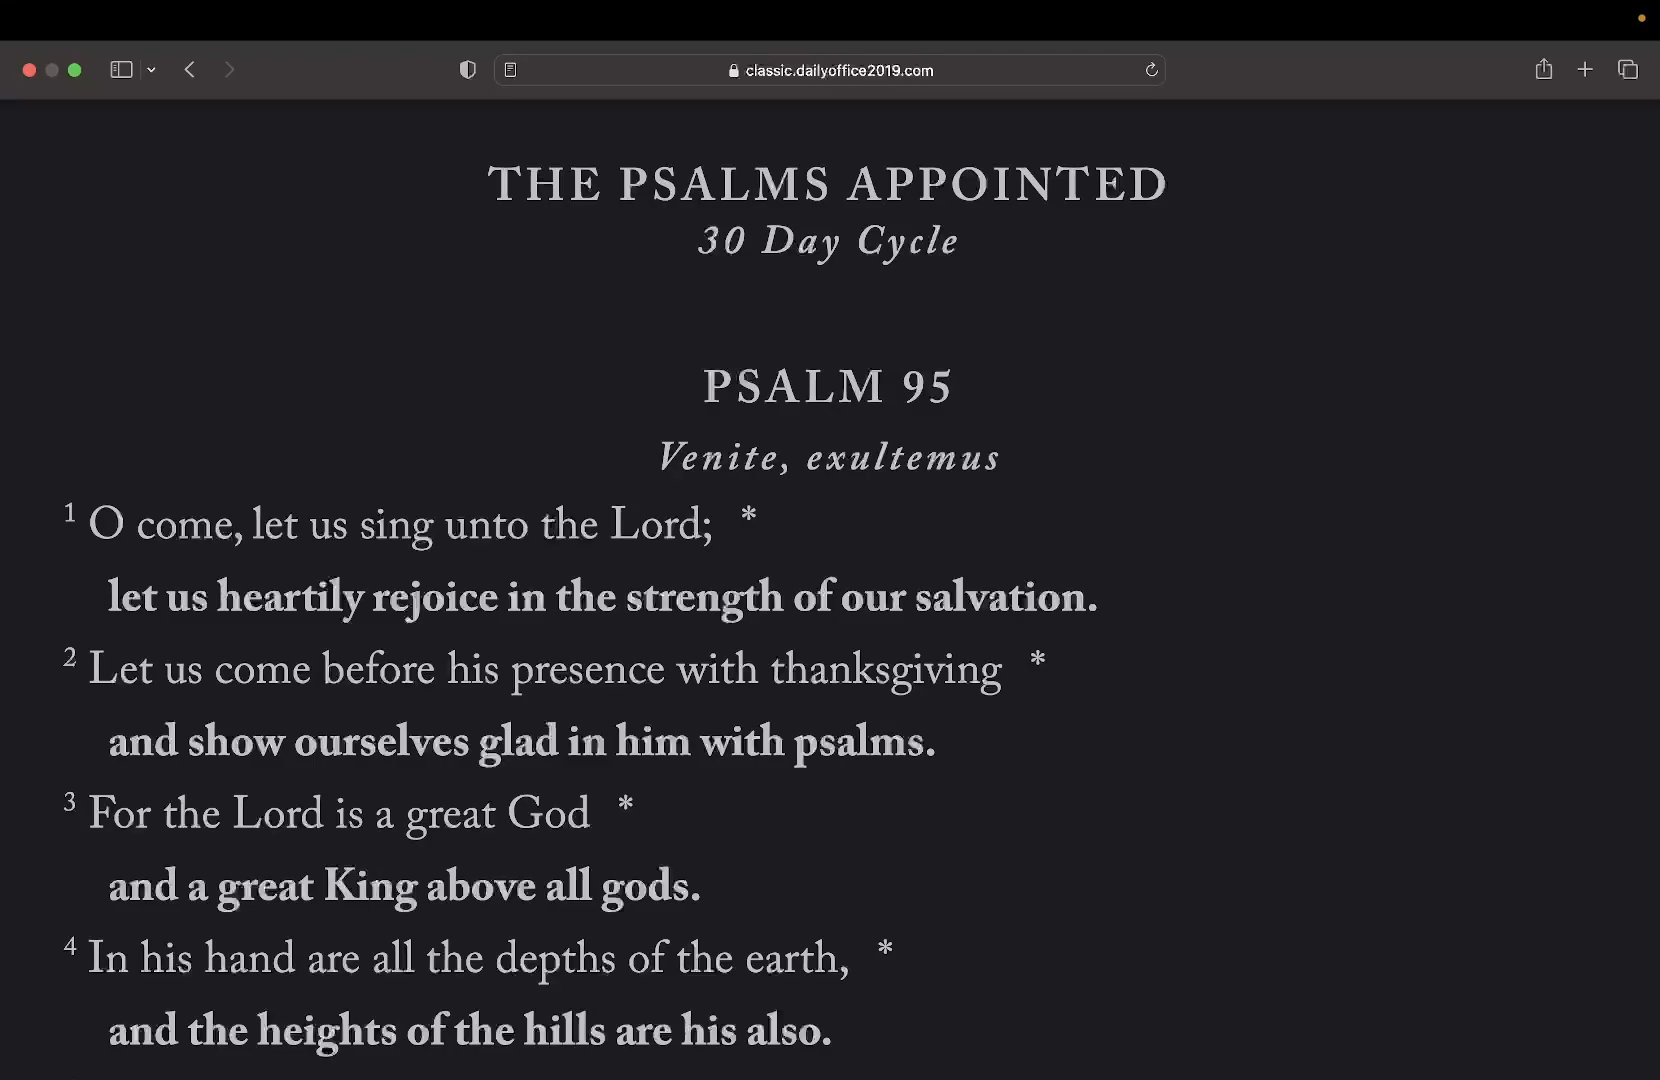 classic.dailyoffice2019.com
THE PSALMS APPOINTED
30 Day Cycle
PSALM 95
Venite, exultemus
1 O come, let us sing unto the Lord; *
let us heartily rejoice in the strength of our salvation.
2 Let us come before his presence with thanksgiving *
and show ourselves glad in him with psalms.
3 For the Lord is a great God *
and a great King above all gods.
4 In his hand are all the depths of the earth, *
and the heights of the hills are his also.